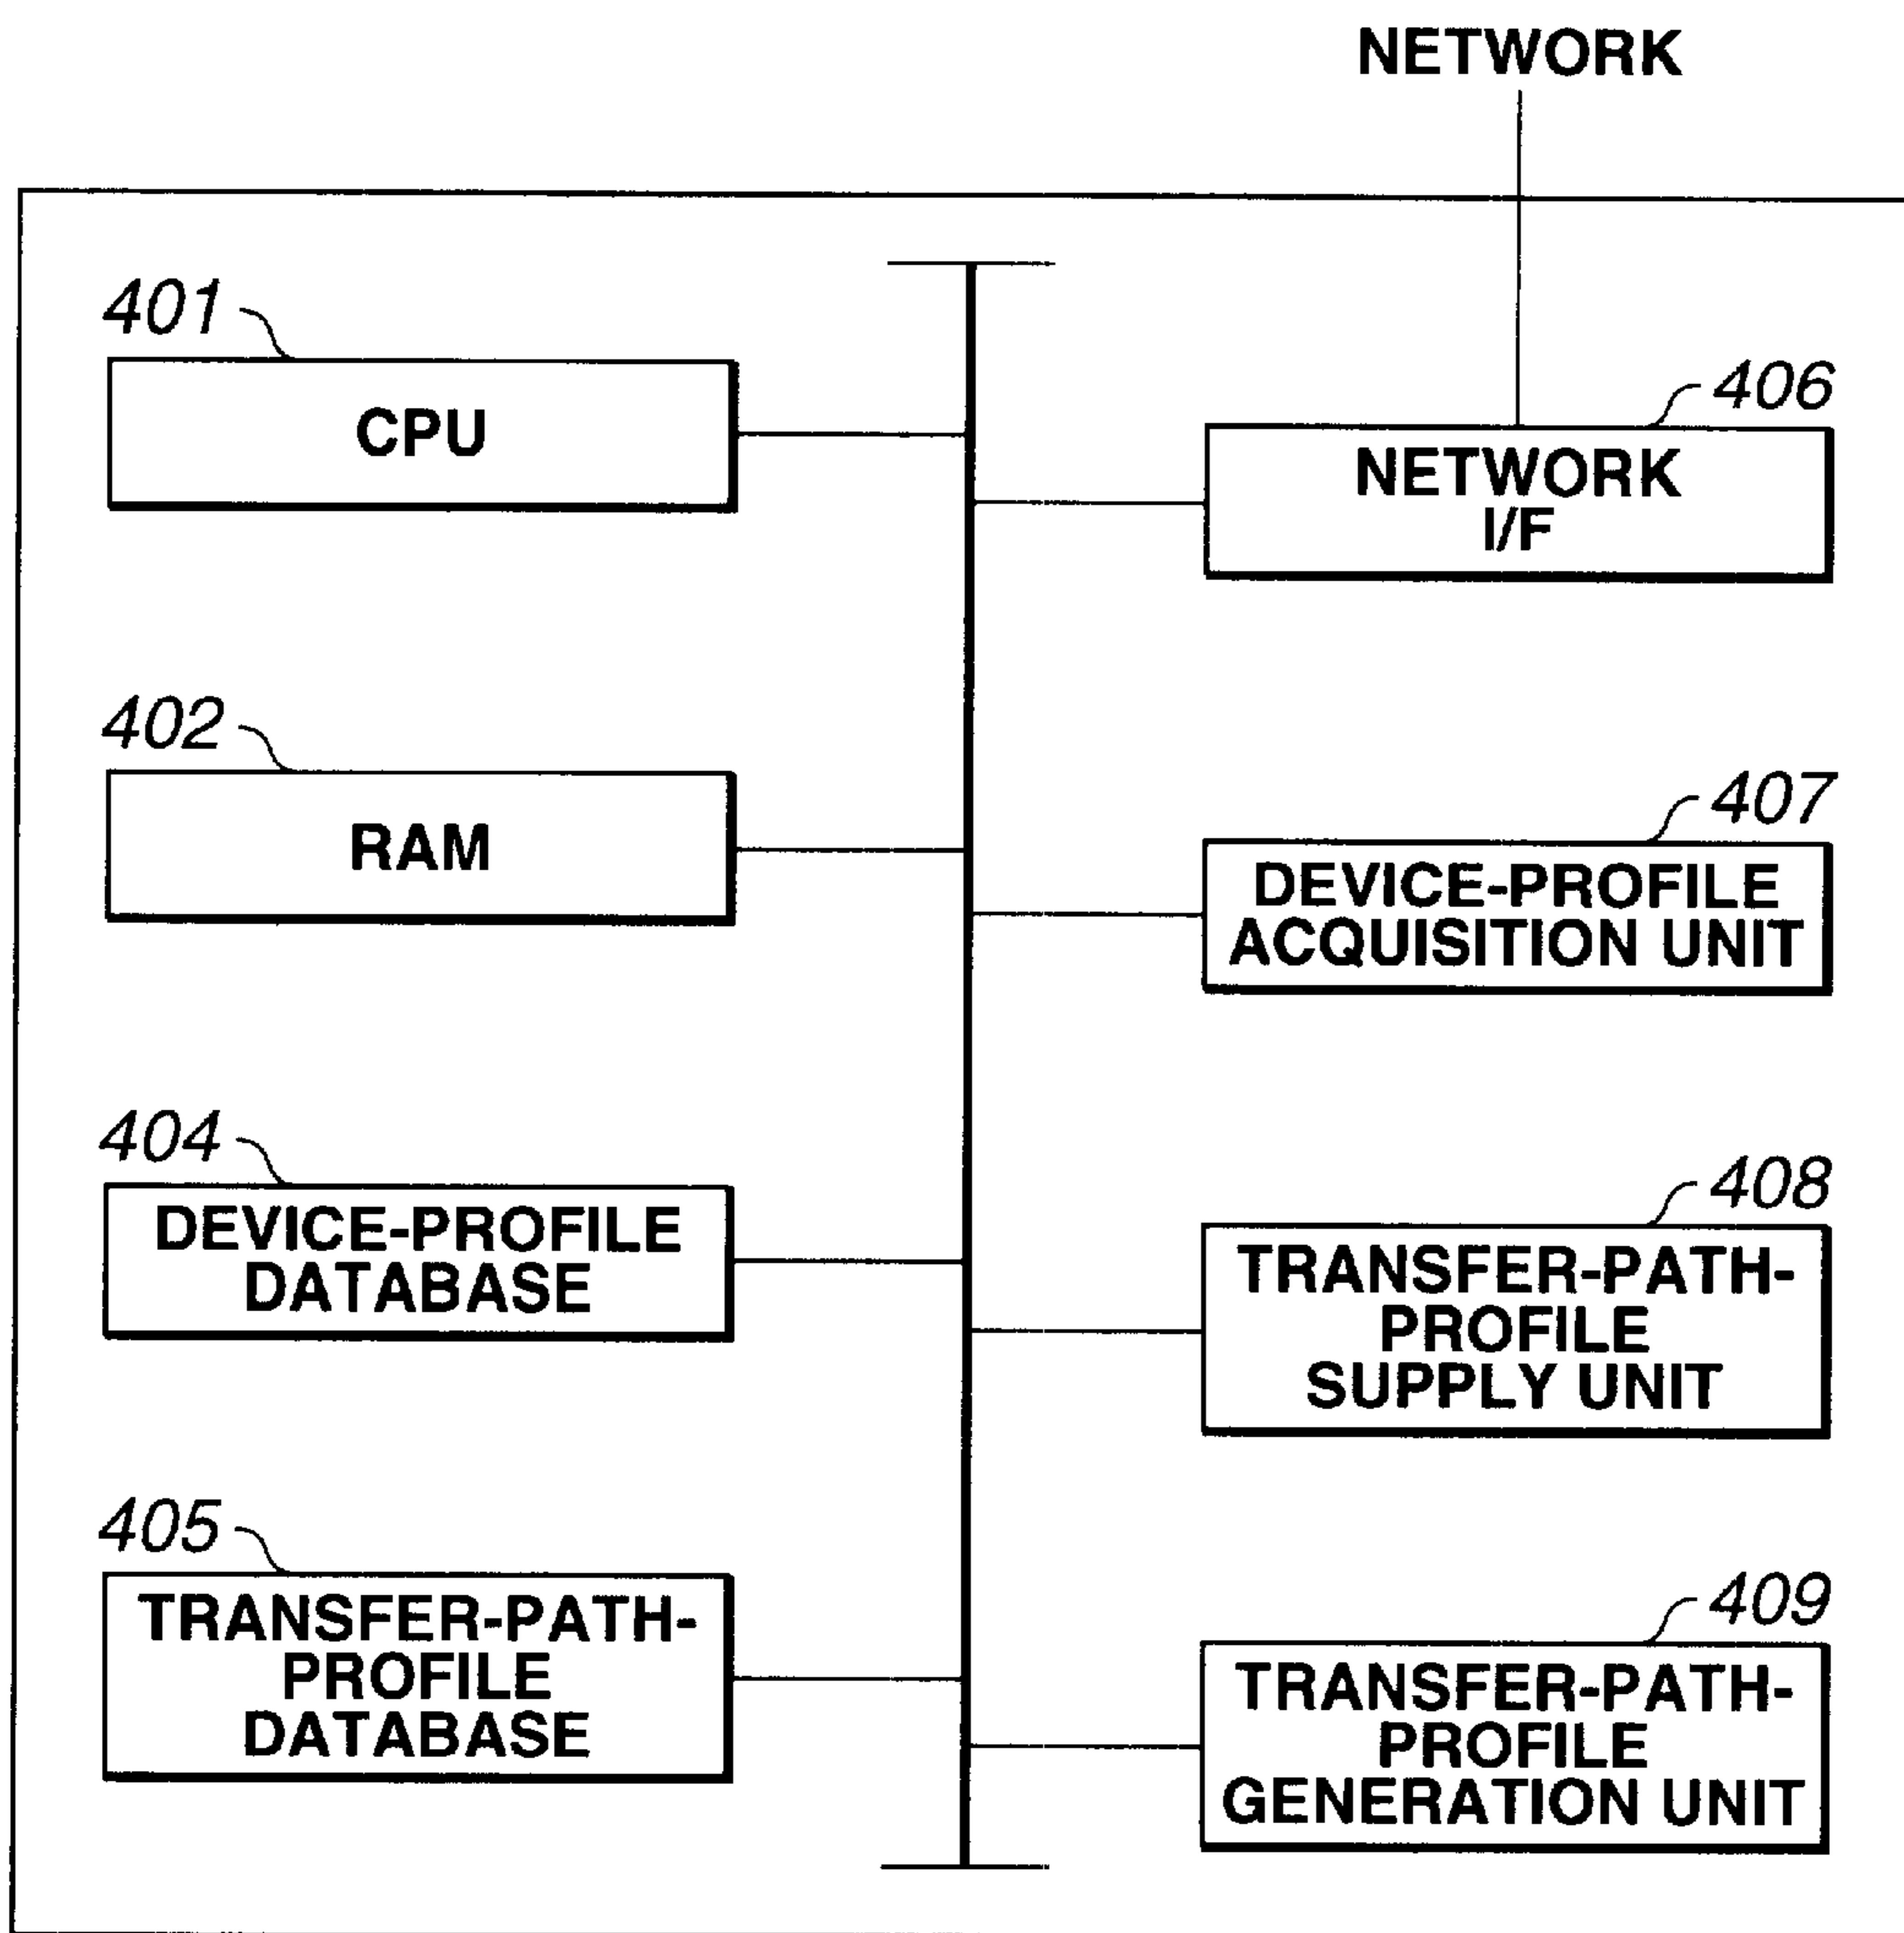 NETWORK
401
CPU
406
NETWORK
I/F
402
RAM
407
DEVICE-PROFILE
ACQUISITION UNIT
404
DEVICE-PROFILE
DATABASE
408
TRANSFER-PATH-
PROFILE
SUPPLY UNIT
405
TRANSFER-PATH-
PROFILE
DATABASE
409
TRANSFER-PATH-
PROFILE
GENERATION UNIT